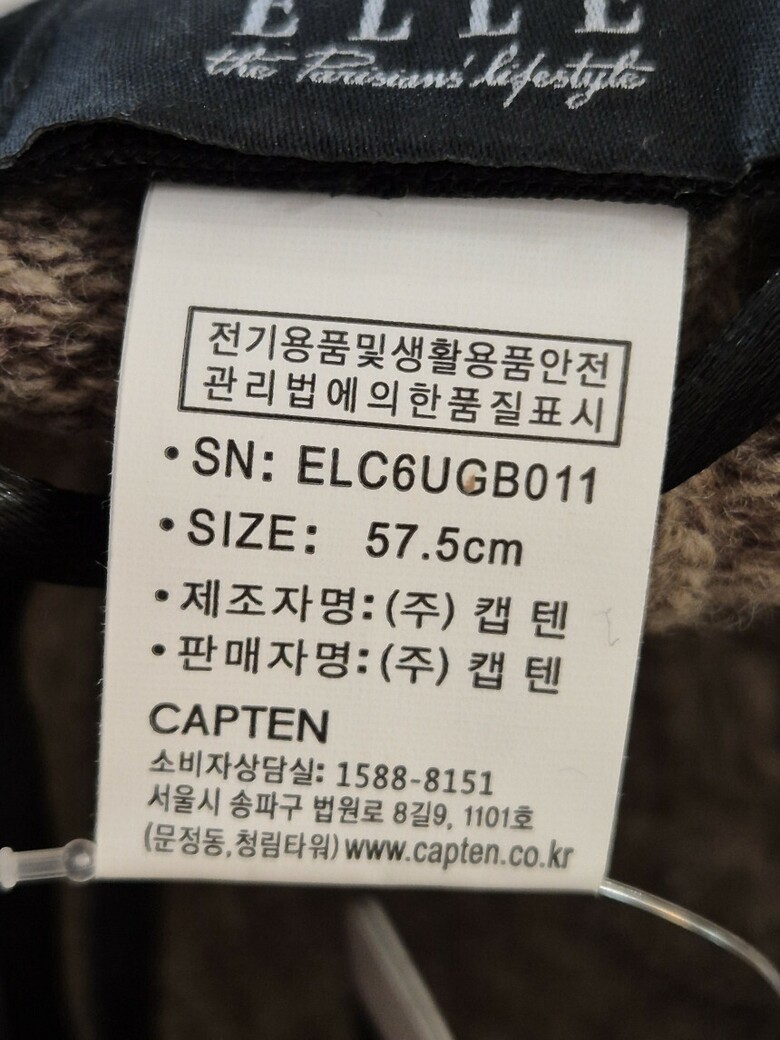 ELLE
the Parisians' lifestyle
전기용품및생활용품안전
관리법에의한품질표시
•SN: ELC6UGB011
•SIZE: 57.5cm
•제조자명:(주) 캡 텐
•판매자명:(주) 캡 텐
CAPTEN
소비자상담실: 1588-8151
서울시 송파구 법원로 8길9, 1101호
(문정동,청림타워)www.capten.co.kr